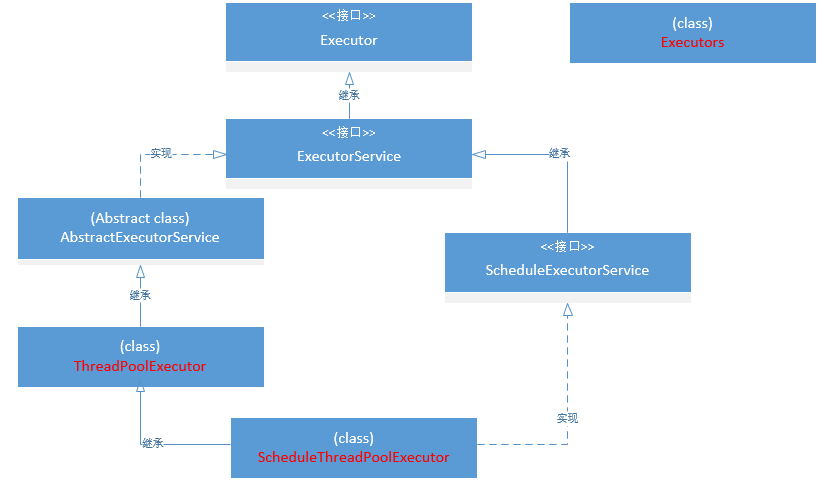 <<接口>>
Executor
(class)
Executors
继承
<<接口>>
ExecutorService
实现
继承
(Abstract class)
AbstractExecutorService
<<接口>>
ScheduleExecutorService
继承
(class)
ThreadPoolExecutor
实现
(class)
ScheduleThreadPoolExecutor
继承